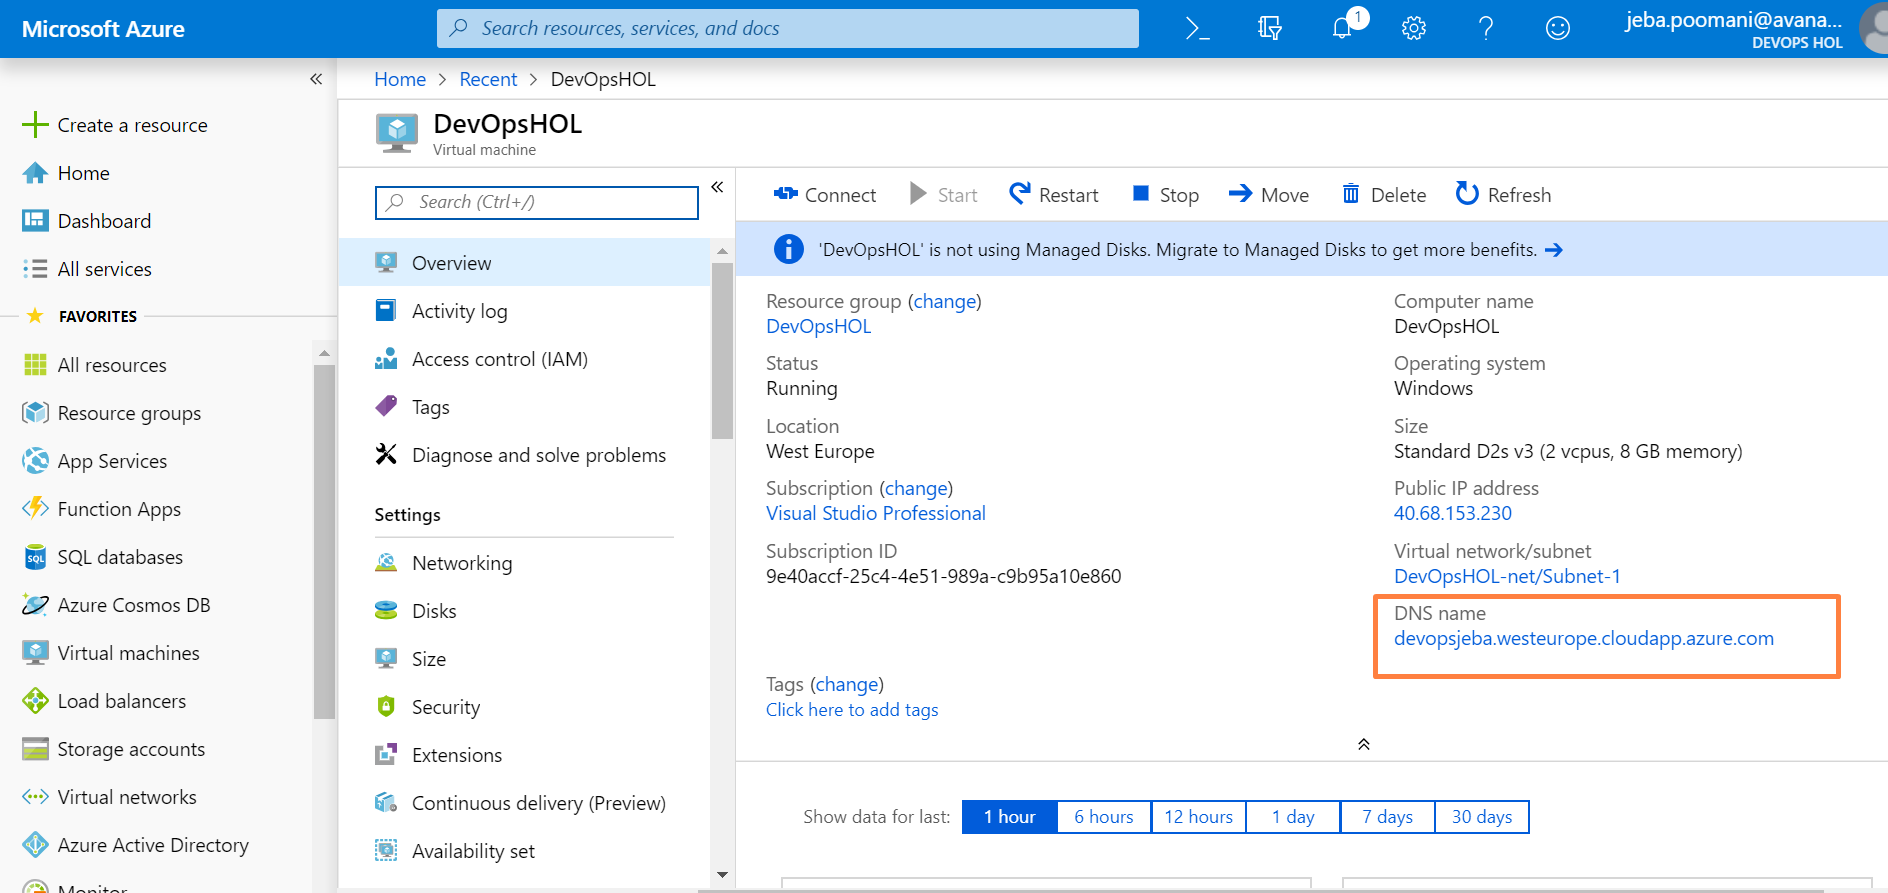 Microsoft Azure
Search resources, services, and docs
1
jeba.poomani@avana...
DEVOPS HOL
Create a resource
Home
Dashboard
All services
FAVORITES
All resources
Resource groups
App Services
Function Apps
SQL
SQL databases
Azure Cosmos DB
Virtual machines
Load balancers
Storage accounts
Virtual networks
Azure Active Directory
Monitor
Home > Recent > DevOpsHOL
DevOpsHOL
Virtual machine
Search (Ctrl+/)
Overview
Activity log
Access control (IAM)
Tags
Diagnose and solve problems
Settings
Networking
Disks
Size
Security
Extensions
Continuous delivery (Preview)
Availability set
Connect Start Restart Stop Move Delete Refresh
'DevOpsHOL' is not using Managed Disks. Migrate to Managed Disks to get more benefits.
Resource group (change)
DevOpsHOL
Status
Running
Location
West Europe
Subscription (change)
Visual Studio Professional
Subscription ID
9e40accf-25c4-4e51-989a-c9b95a10e860
Computer name
DevOpsHOL
Operating system
Windows
Size
Standard D2s v3 (2 vcpus, 8 GB memory)
Public IP address
40.68.153.230
Virtual network/subnet
DevOpsHOL-net/Subnet-1
DNS name
devopsjeba.westeurope.cloudapp.azure.com
Tags (change)
Click here to add tags
Show data for last: 1 hour 6 hours 12 hours 1 day 7 days 30 days